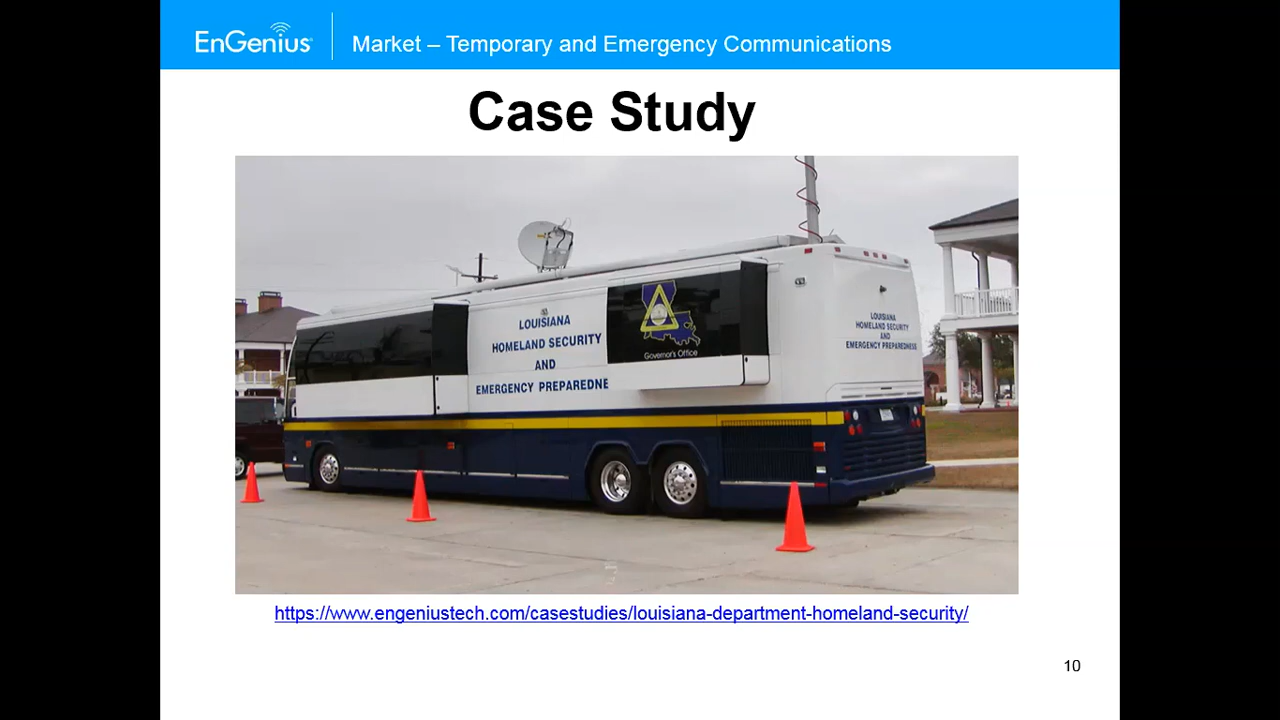 EnGenius
Market – Temporary and Emergency Communications
Case Study
LOUISIANA
HOMELAND SECURITY
AND
EMERGENCY PREPAREDNE
Governor's Office
LOUISIANA
HOMELAND SECURITY
AND
EMERGENCY PREPAREDNESS
https://www.engeniustech.com/casestudies/louisiana-department-homeland-security/
10